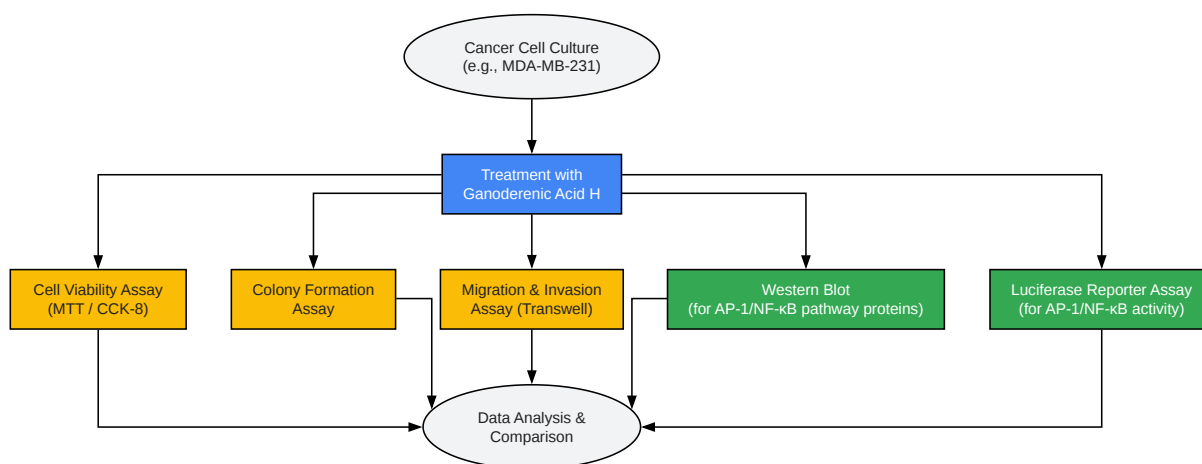 Cancer Cell Culture
(e.g., MDA-MB-231)
Treatment with
Ganoderenic Acid H
Cell Viability Assay
(MTT / CCK-8)
Colony Formation
Assay
Migration & Invasion
Assay (Transwell)
Western Blot
(for AP-1/NF-κB pathway proteins)
Luciferase Reporter Assay
(for AP-1/NF-κB activity)
Data Analysis &
Comparison